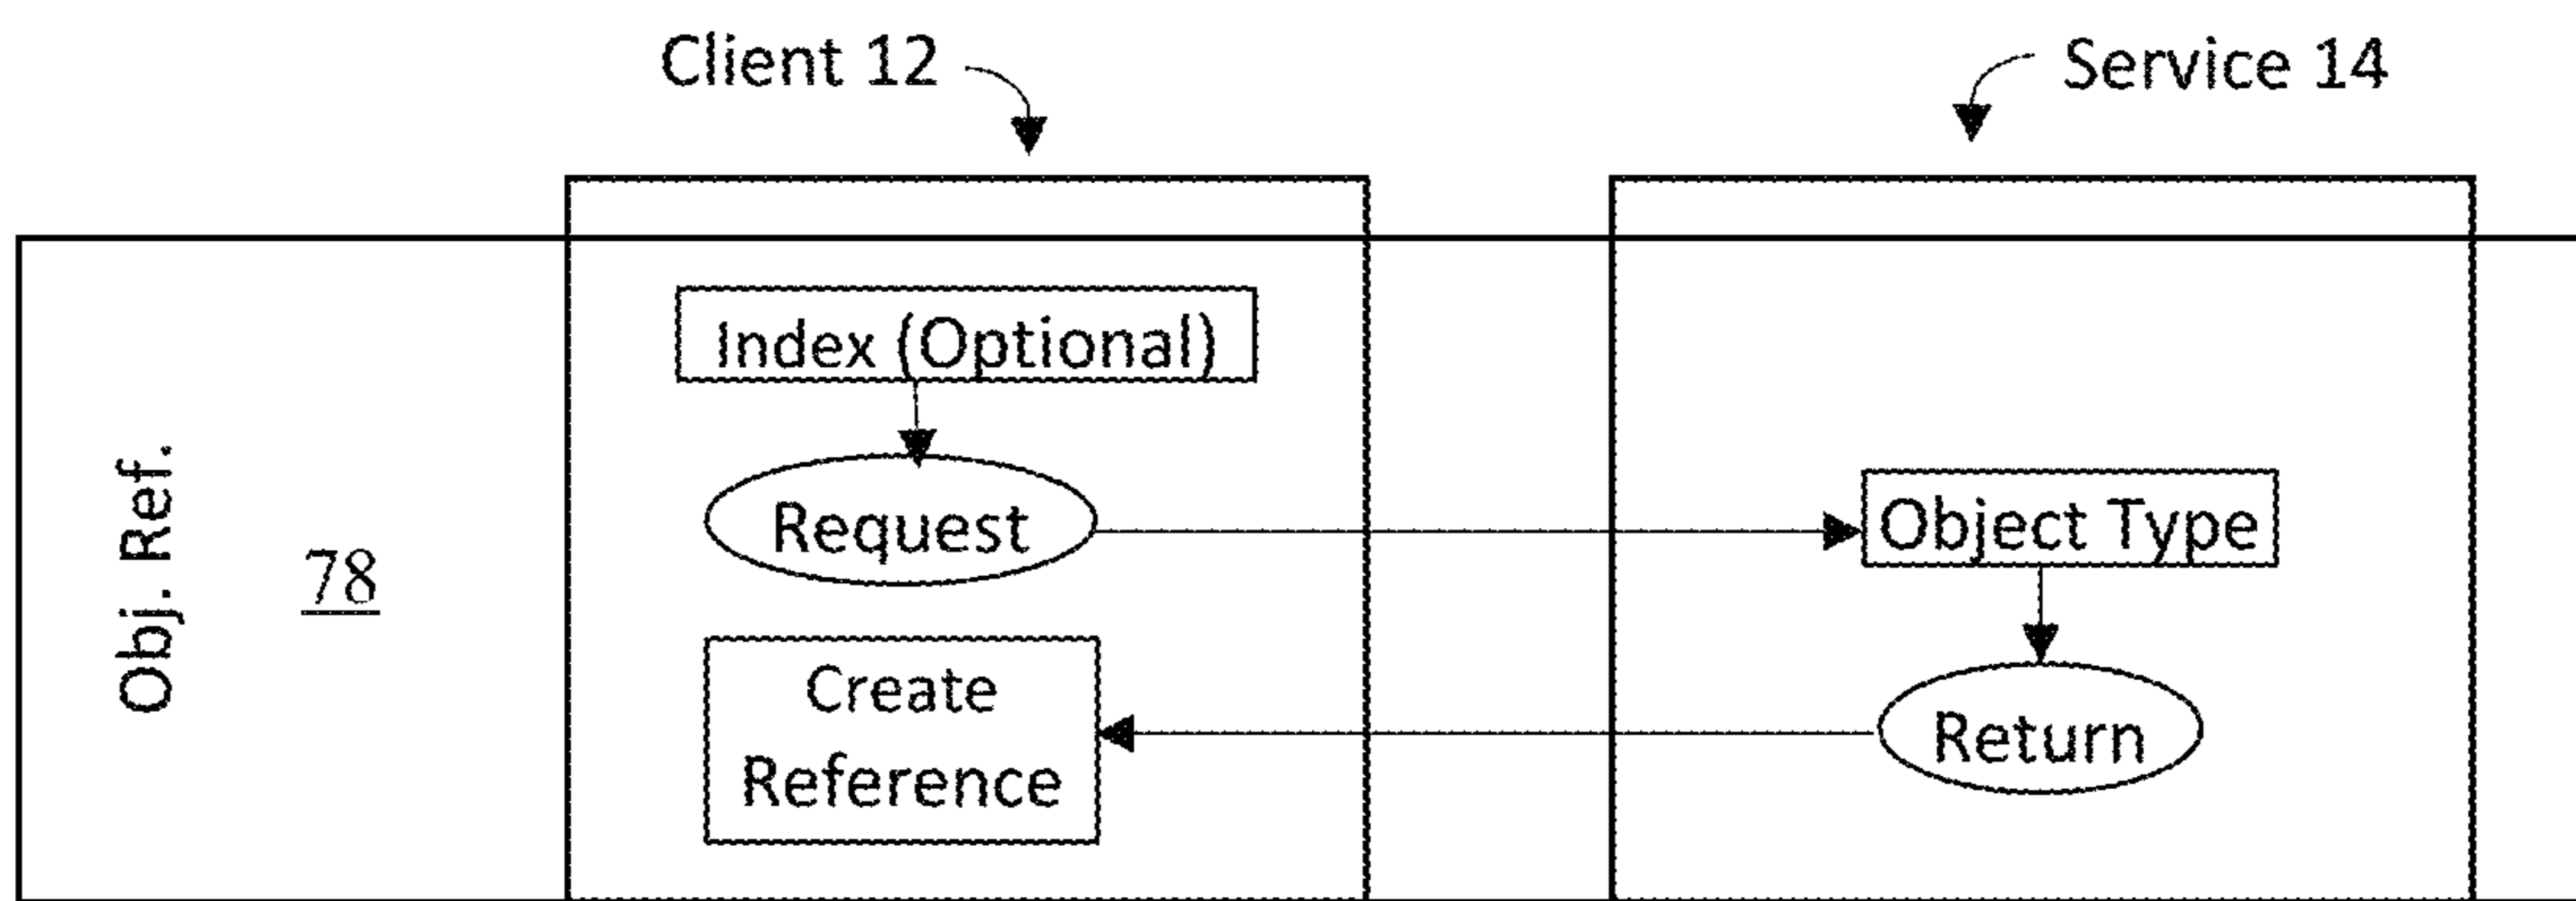 Client 12
Service 14
Obj. Ref.
78
Index (Optional)
Request
Object Type
Create
Reference
Return